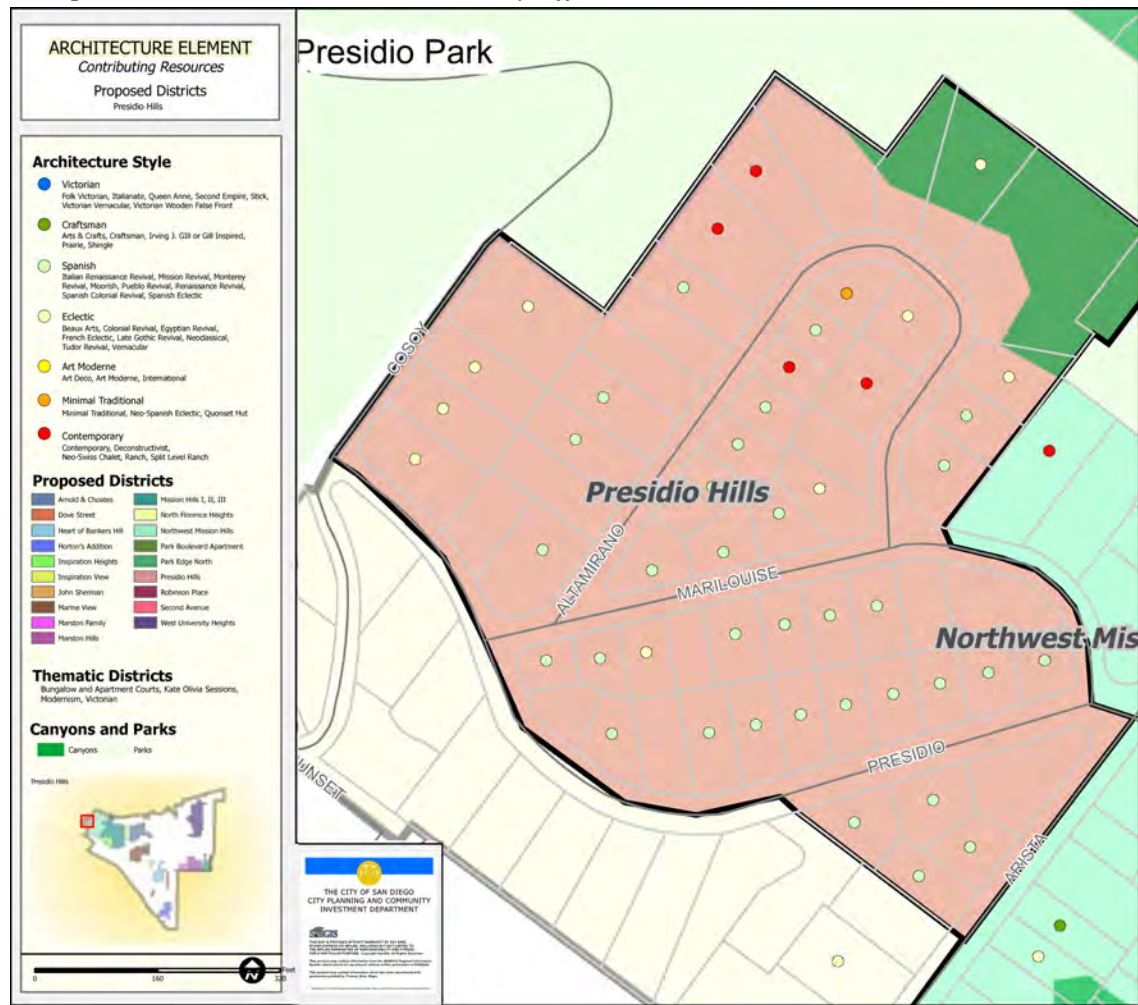 ARCHITECTURE ELEMENT
Contributing Resources
Proposed Districts
Presidio Hills
Architecture Style
Victorian
Folk Victorian, Italianate, Queen Anne, Second Empire, Stick,
Victorian Vernacular, Victorian Wooden False Front
Craftsman
Arts & Crafts, Craftsman, Irving J. Gill or Gill Inspired,
Prairie, Shingle
Spanish
Italian Renaissance Revival, Mission Revival, Monterey
Revival, Moorish, Pueblo Revival, Renaissance Revival,
Spanish Colonial Revival, Spanish Eclectic
Eclectic
Beaux Arts, Colonial Revival, Egyptian Revival,
French Eclectic, Late Gothic Revival, Neoclassical,
Tudor Revival, Vernacular
Art Moderne
Art Deco, Art Moderne, International
Minimal Traditional
Minimal Traditional, Neo-Spanish Eclectic, Quonset Hut
Contemporary
Contemporary, Deconstructivist,
Neo-Swiss Chalet, Ranch, Split Level Ranch
Proposed Districts
Arnold & Choates
Dove Street
Heart of Bankers Hill
Horton's Addition
Inspiration Heights
Inspiration View
John Sherman
Marine View
Marston Family
Marston Hills
Mission Hills I, II, III
North Florence Heights
Northwest Mission Hills
Park Boulevard Apartment
Park Edge North
Presidio Hills
Robinson Place
Second Avenue
West University Heights
Thematic Districts
Bungalow and Apartment Courts, Kate Olivia Sessions,
Modernism, Victorian
Canyons and Parks
Canyons
Parks
Presidio Hills
0 160 320 Feet
N
Presidio Park
COSOY
Presidio Hills
ALTAMIRANO
MARILOUISE
Northwest Mis
PRESIDIO
UNSET
ARISTA
THE CITY OF SAN DIEGO
CITY PLANNING AND COMMUNITY
INVESTMENT DEPARTMENT